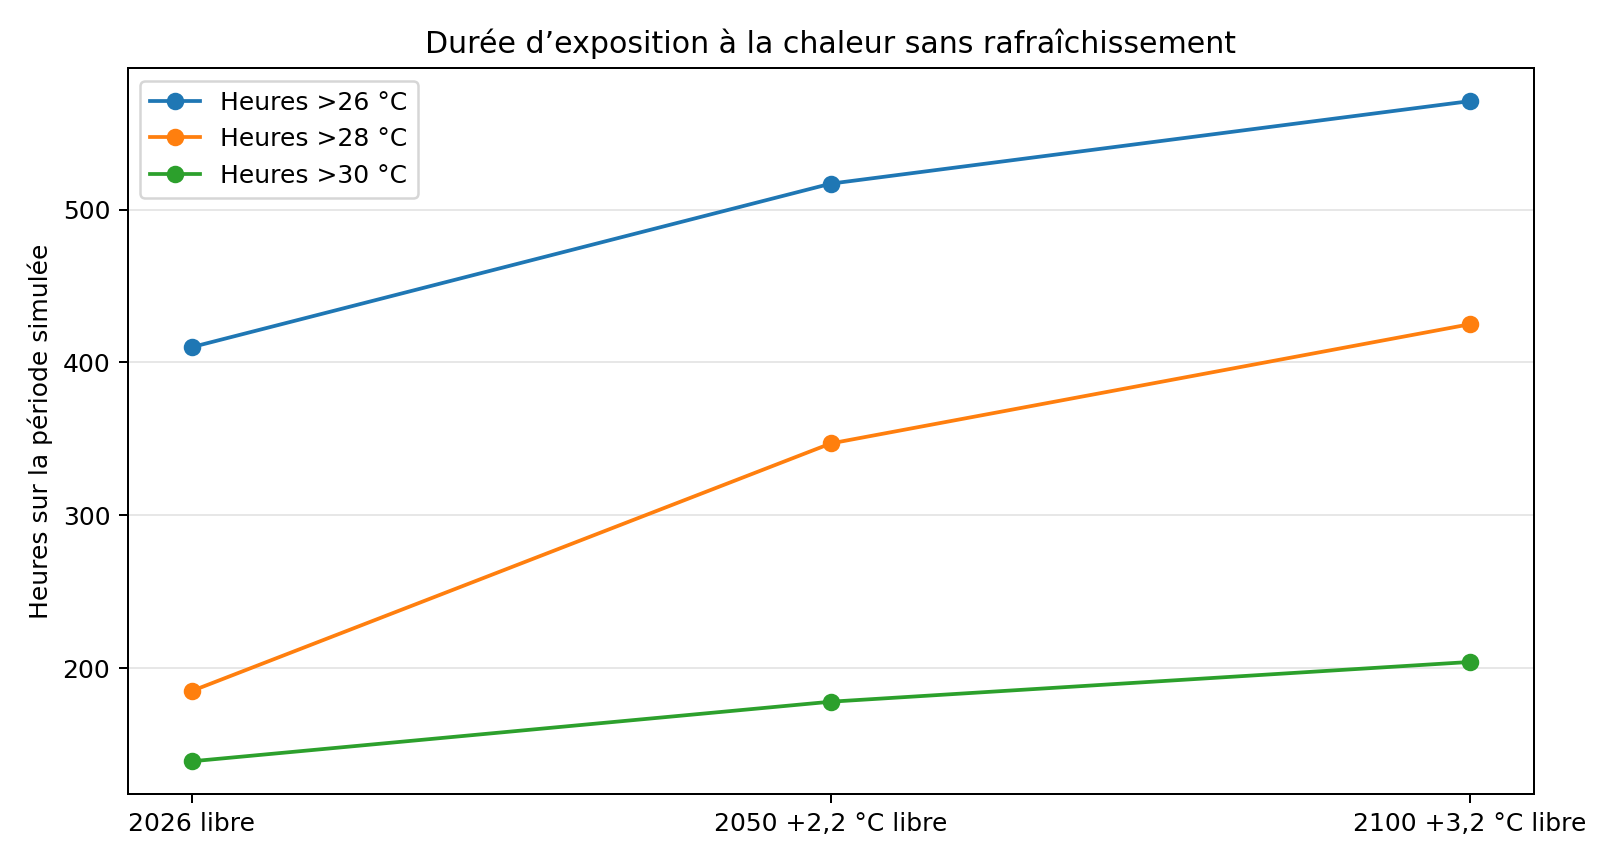 Durée d’exposition à la chaleur sans rafraîchissement
Heures >26 °C
Heures >28 °C
Heures >30 °C
Heures sur la période simulée
500
400
300
200
2026 libre
2050 +2,2 °C libre
2100 +3,2 °C libre